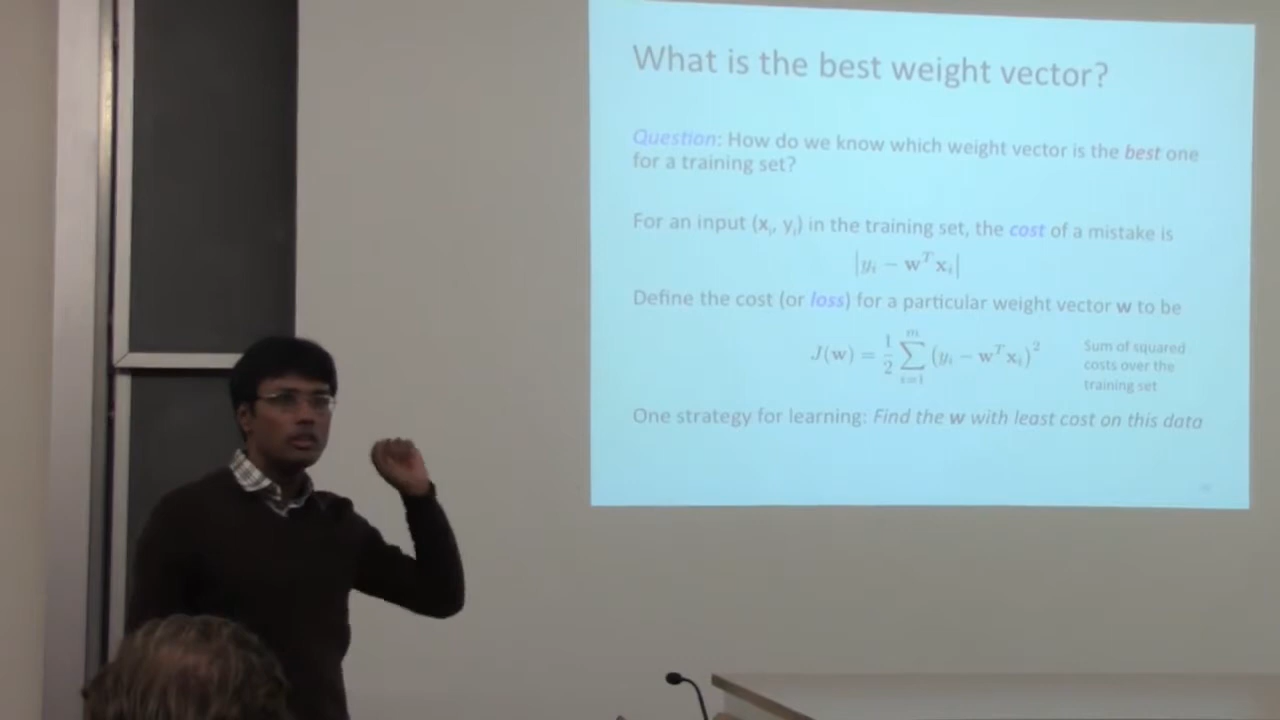 What is the best weight vector?
Question: How do we know which weight vector is the best one
for a training set?
For an input (xᵢ, yᵢ) in the training set, the cost of a mistake is
|yᵢ − wᵀxᵢ|
Define the cost (or loss) for a particular weight vector w to be
J(w) = 1/2 ∑ᵢ₌₁ᵐ (yᵢ − wᵀxᵢ)²
Sum of squared
costs over the
training set
One strategy for learning: Find the w with least cost on this data